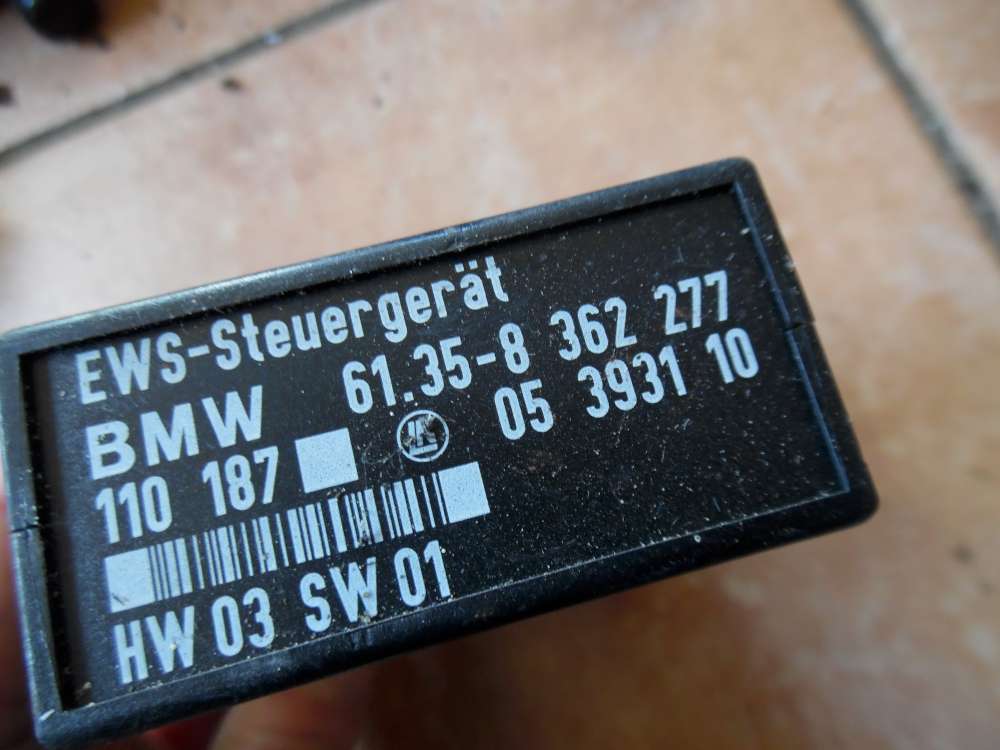 EWS-Steuergerät
BMW 61.35-8 362 277
110 187 05 3931 10
HW 03 SW 01